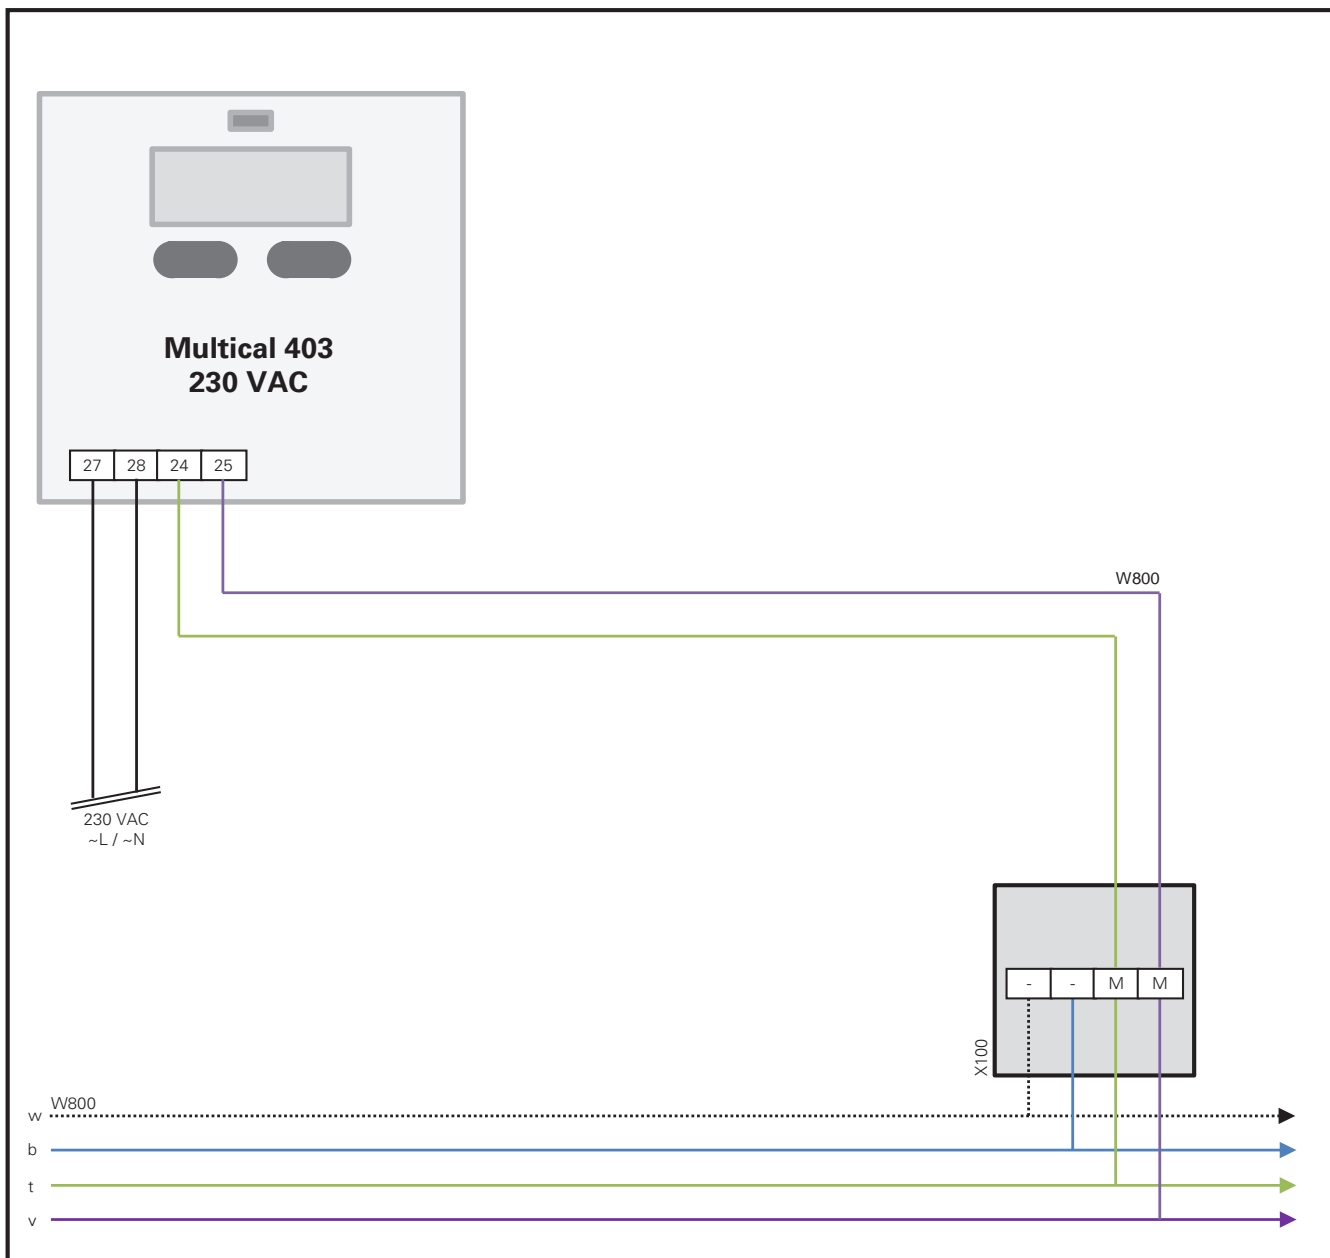 Multical 403
230 VAC
27 28 24 25
W800
230 VAC
~L / ~N
- - M M
X100
W800
w
b
t
v